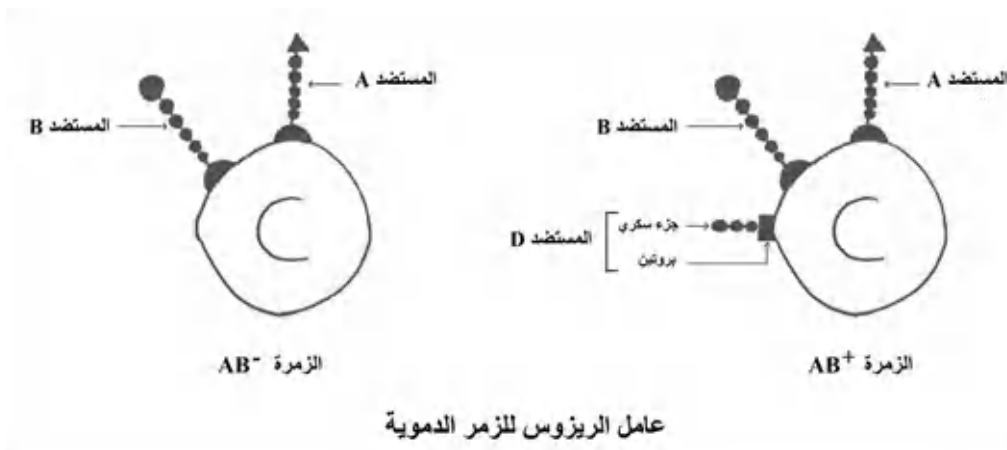 المستضد A
المستضد B
الزمرة AB-
المستضد A
المستضد B
المستضد D
جزء سكري
بروتين
الزمرة AB+
عامل الريزوس للزمر الدموية